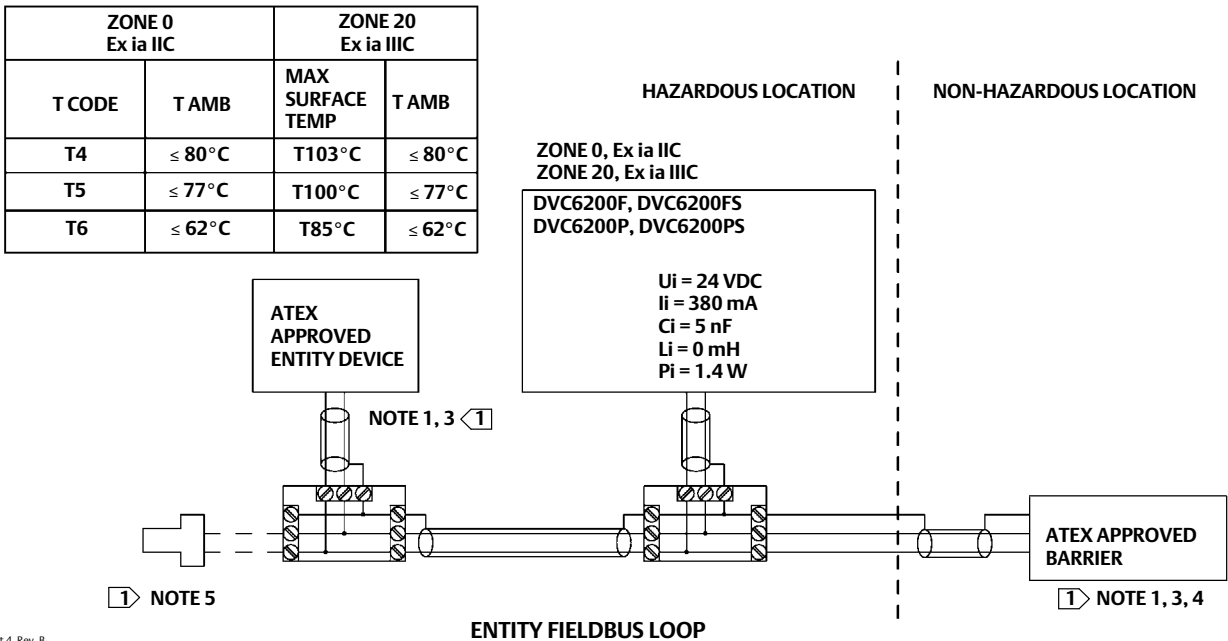 ZONE 0
Ex ia IIC
ZONE 20
Ex ia IIIC
T CODE
T AMB
MAX
SURFACE
TEMP
T AMB
T4
≤ 80°C
T103°C
≤ 80°C
T5
≤ 77°C
T100°C
≤ 77°C
T6
≤ 62°C
T85°C
≤ 62°C
HAZARDOUS LOCATION
NON-HAZARDOUS LOCATION
ZONE 0, Ex ia IIC
ZONE 20, Ex ia IIIC
DVC6200F, DVC6200FS
DVC6200P, DVC6200PS
Ui = 24 VDC
Ii = 380 mA
Ci = 5 nF
Li = 0 mH
Pi = 1.4 W
ATEX
APPROVED
ENTITY DEVICE
NOTE 1, 3 1
ATEX APPROVED
BARRIER
1 NOTE 5
1 NOTE 1, 3, 4
ENTITY FIELDBUS LOOP